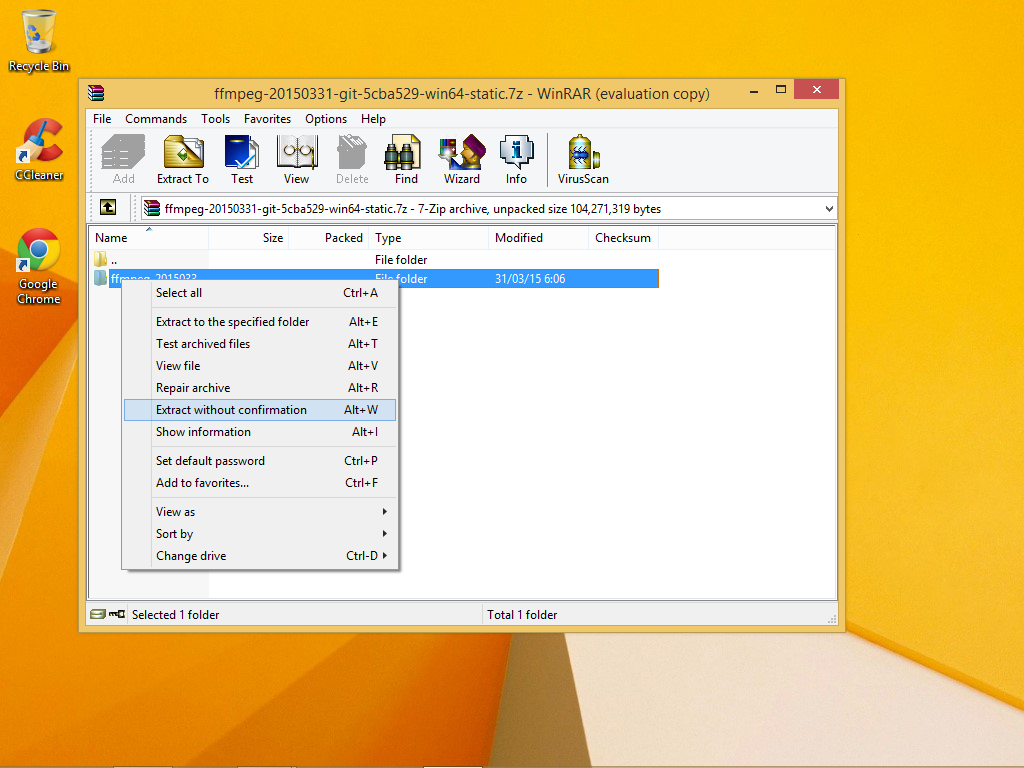 Recycle Bin
CCleaner
Google
Chrome
ffmpeg-20150331-git-5cba529-win64-static.7z - WinRAR (evaluation copy)
File Commands Tools Favorites Options Help
Add Extract To Test View Delete Find Wizard Info VirusScan
ffmpeg-20150331-git-5cba529-win64-static.7z - 7-Zip archive, unpacked size 104,271,319 bytes
Name Size Packed Type Modified Checksum
.. File folder
ffmpeg-2015033... File folder 31/03/15 6:06
Select all Ctrl+A
Extract to the specified folder Alt+E
Test archived files Alt+T
View file Alt+V
Repair archive Alt+R
Extract without confirmation Alt+W
Show information Alt+I
Set default password Ctrl+P
Add to favorites... Ctrl+F
View as
Sort by
Change drive Ctrl-D
Selected 1 folder Total 1 folder